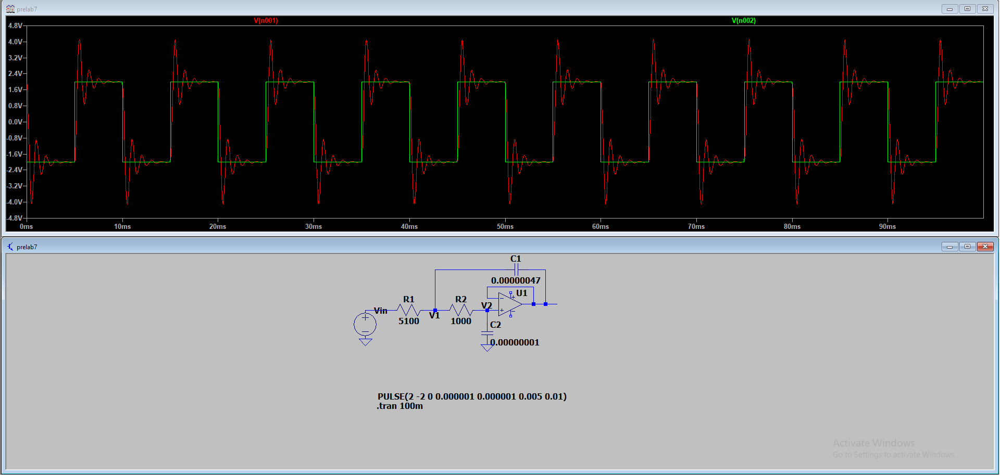 prelab7
V(n001) V(n002)
4.8V
4.0V
3.2V
2.4V
1.6V
0.8V
0.0V
-0.8V
-1.6V
-2.4V
-3.2V
-4.0V
-4.8V
0ms 10ms 20ms 30ms 40ms 50ms 60ms 70ms 80ms 90ms
prelab7
C1
0.00000047
U1
R1 R2
Vin V1 V2
5100 1000
C2
0.00000001
PULSE(2 -2 0 0.000001 0.000001 0.005 0.01)
.tran 100m
Activate Windows
Go to Settings to activate Windows.